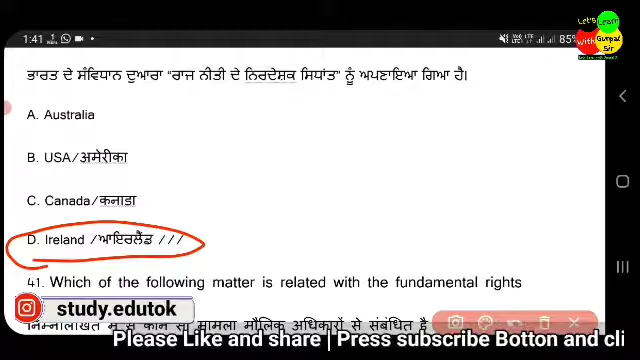 1:41
85%
Let's Learn
With Gurpal
Sir
ਭਾਰਤ ਦੇ ਸੰਵਿਧਾਨ ਦੁਆਰਾ “ਰਾਜ ਨੀਤੀ ਦੇ ਨਿਰਦੇਸ਼ਕ ਸਿਧਾਂਤ” ਨੂੰ ਅਪਣਾਇਆ ਗਿਆ ਹੈ।
A. Australia
B. USA/ਅਮੇਰੀਕਾ
C. Canada/ਕਨਾਡਾ
D. Ireland /ਆਇਰਲੈਂਡ ///
41. Which of the following matter is related with the fundamental rights
study.edutok
निम्नलिखित में से कौन सा मामला मौलिक अधिकारों से संबंधित है
Please Like and share | Press subscribe Botton and cli